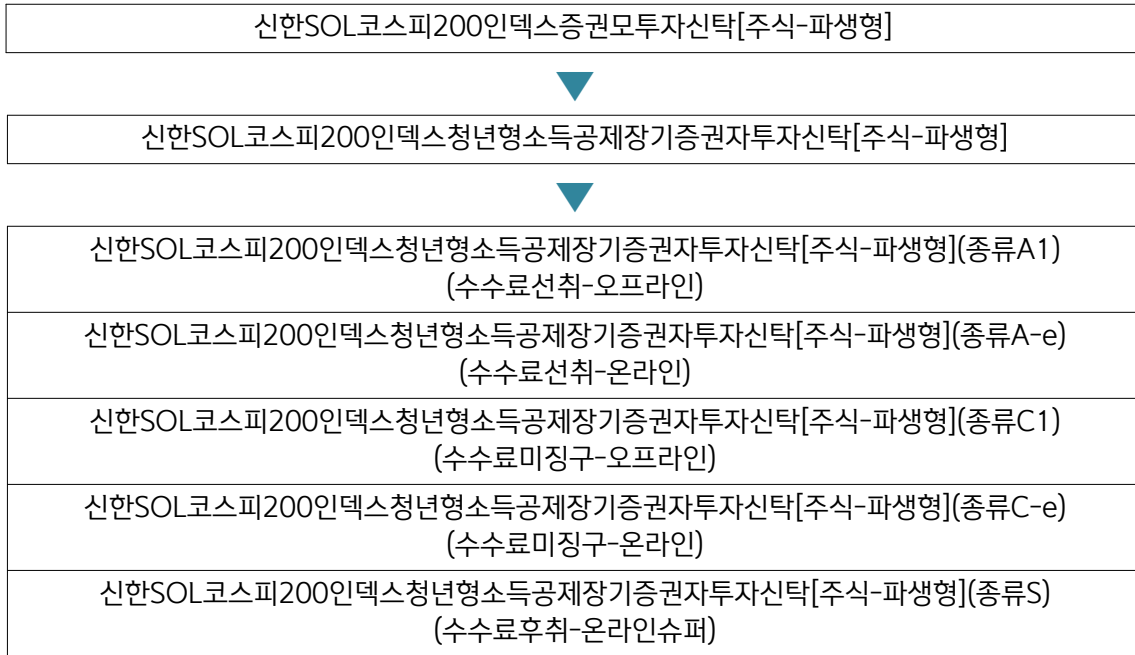 신한SOL코스피200인덱스증권모투자신탁[주식-파생형]
신한SOL코스피200인덱스청년형소득공제장기증권자투자신탁[주식-파생형]
신한SOL코스피200인덱스청년형소득공제장기증권자투자신탁[주식-파생형](종류A1)
(수수료선취-오프라인)
신한SOL코스피200인덱스청년형소득공제장기증권자투자신탁[주식-파생형](종류A-e)
(수수료선취-온라인)
신한SOL코스피200인덱스청년형소득공제장기증권자투자신탁[주식-파생형](종류C1)
(수수료미징구-오프라인)
신한SOL코스피200인덱스청년형소득공제장기증권자투자신탁[주식-파생형](종류C-e)
(수수료미징구-온라인)
신한SOL코스피200인덱스청년형소득공제장기증권자투자신탁[주식-파생형](종류S)
(수수료후취-온라인슈퍼)